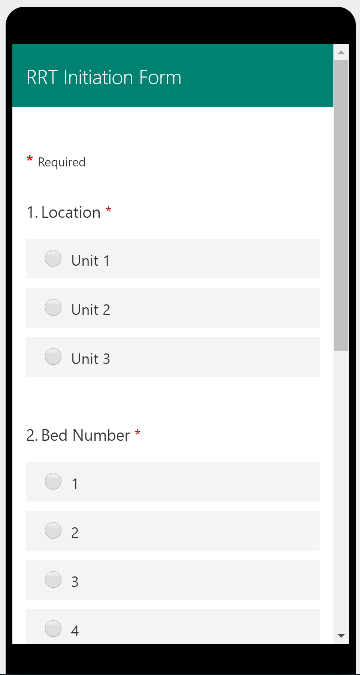 RRT Initiation Form
* Required
1. Location *
Unit 1
Unit 2
Unit 3
2. Bed Number *
1
2
3
4